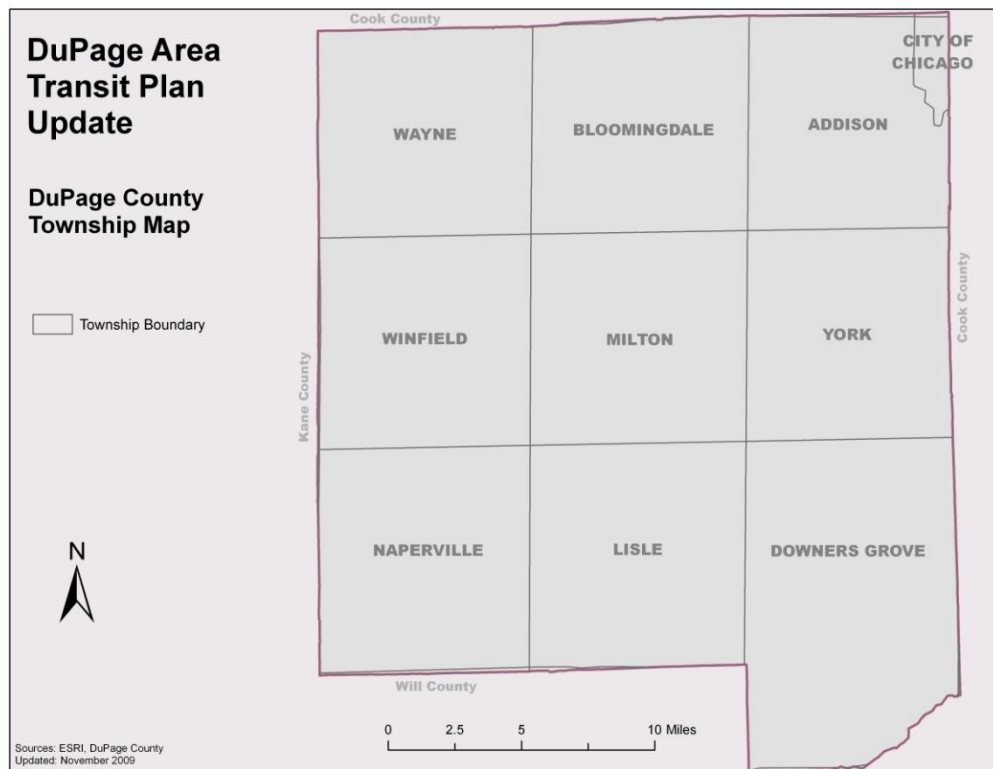 DuPage Area
Transit Plan
Update
DuPage County
Township Map
Township Boundary
Cook County
CITY OF
CHICAGO
WAYNE
BLOOMINGDALE
ADDISON
Kane County
WINFIELD
MILTON
YORK
Cook County
NAPERVILLE
LISLE
DOWNERS GROVE
Will County
N
0 2.5 5 10 Miles
Sources: ESRI, DuPage County
Updated: November 2009